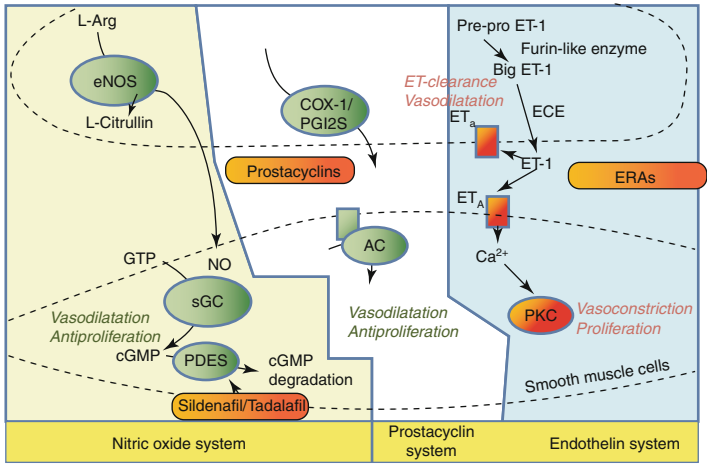 L-Arg
eNOS
L-Citrullin
COX-1/
PGI2S
Prostacyclins
Pre-pro ET-1
Furin-like enzyme
Big ET-1
ET-clearance
Vasodilatation
ECE
ETa
ET-1
ERAs
ETA
GTP
NO
AC
Ca2+
sGC
Vasodilatation
Antiproliferation
Vasodilatation
Antiproliferation
PKC
Vasoconstriction
Proliferation
cGMP
PDES
cGMP
degradation
Smooth muscle cells
Sildenafil/Tadalafil
Nitric oxide system
Prostacyclin
system
Endothelin system